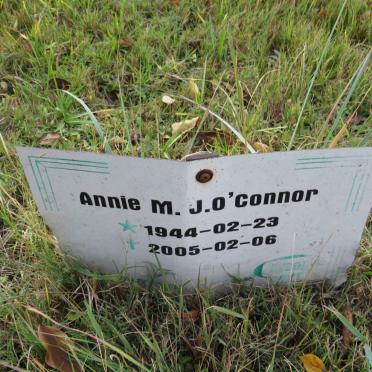 Annie M. J. O'Connor
1944-02-23
2005-02-06